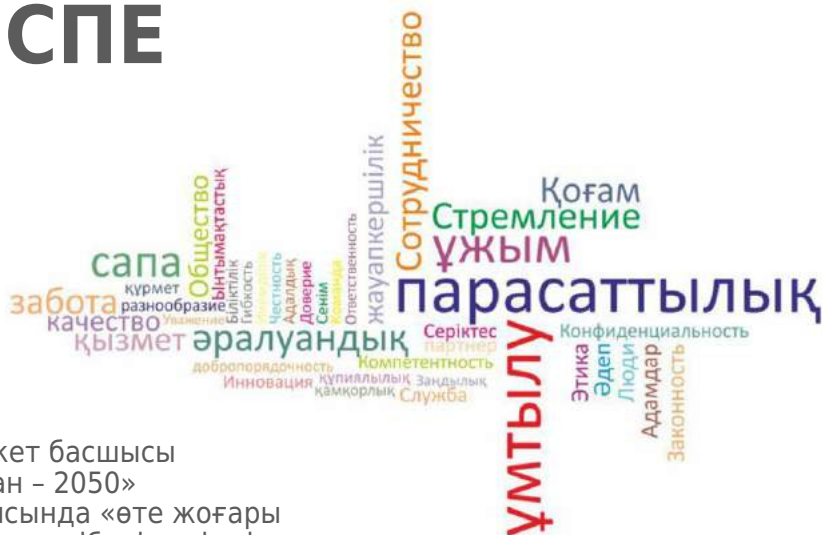 СПЕ
Сотрудничество
жауапкершілік
Қоғам
Стремление
ұжым
парасаттылық
Общество
Ынтымақтастық
сапа
құрмет
забота
разнообразие
качество
Уважение
Біліктілік
Гибкость
Честность
Адалдық
Доверие
Сенім
Команда
Ответственность
қызмет
әралуандық
Серіктес
партнер
Конфиденциальность
добропорядочность
Компетентность
Инновация
құпиялылық
Заңдылық
қамқорлық
Служба
ұмтылу
Этика
Әдеп
Люди
Адамдар
Законность
кет басшысы
ан – 2050»
ысында «өте жоғары